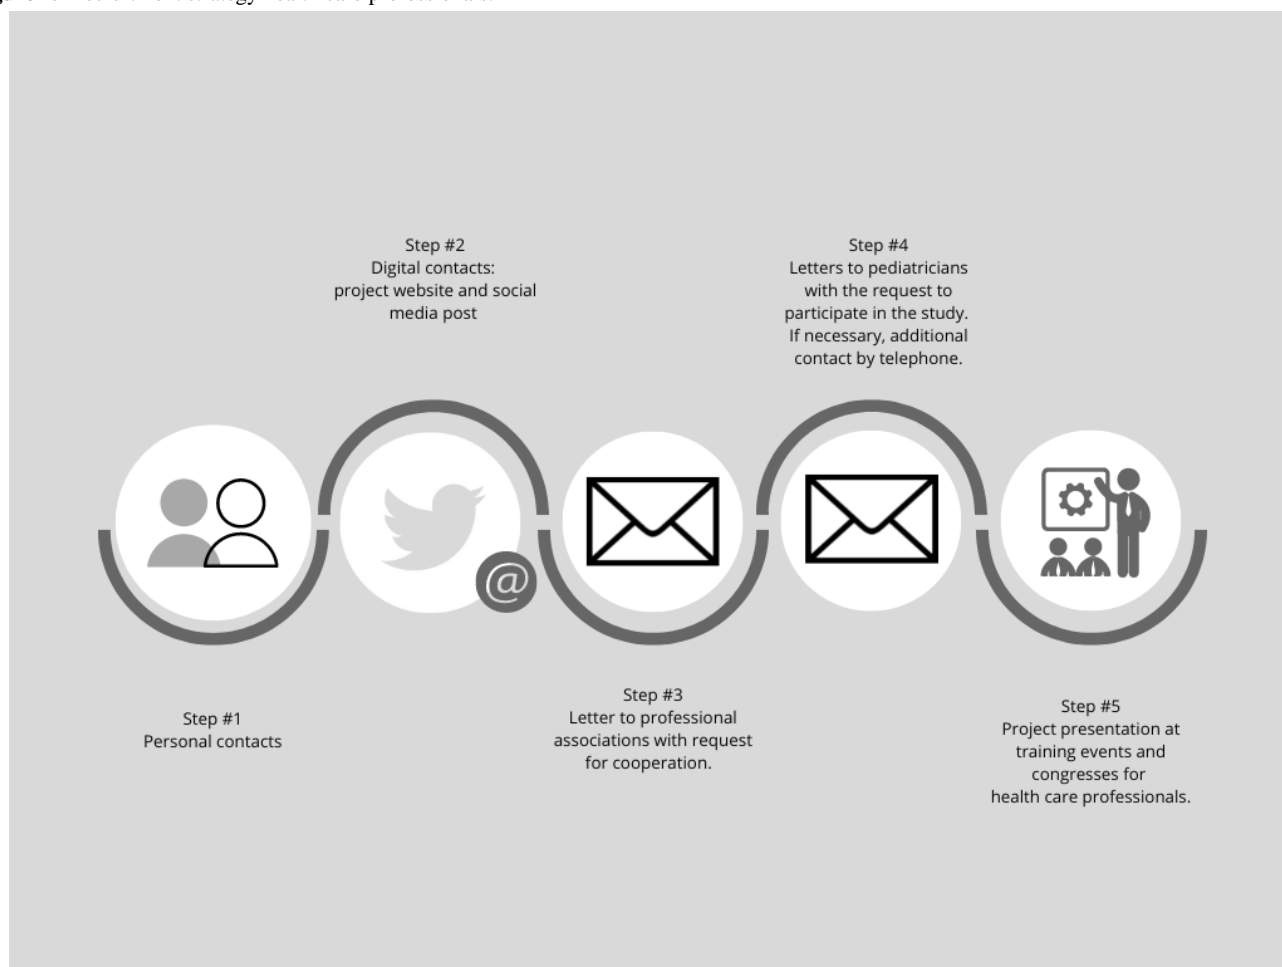 Step #1
Personal contacts
Step #2
Digital contacts:
project website and social
media post
@
Step #3
Letter to professional
associations with request
for cooperation.
Step #4
Letters to pediatricians
with the request to
participate in the study.
If necessary, additional
contact by telephone.
Step #5
Project presentation at
training events and
congresses for
health care professionals.